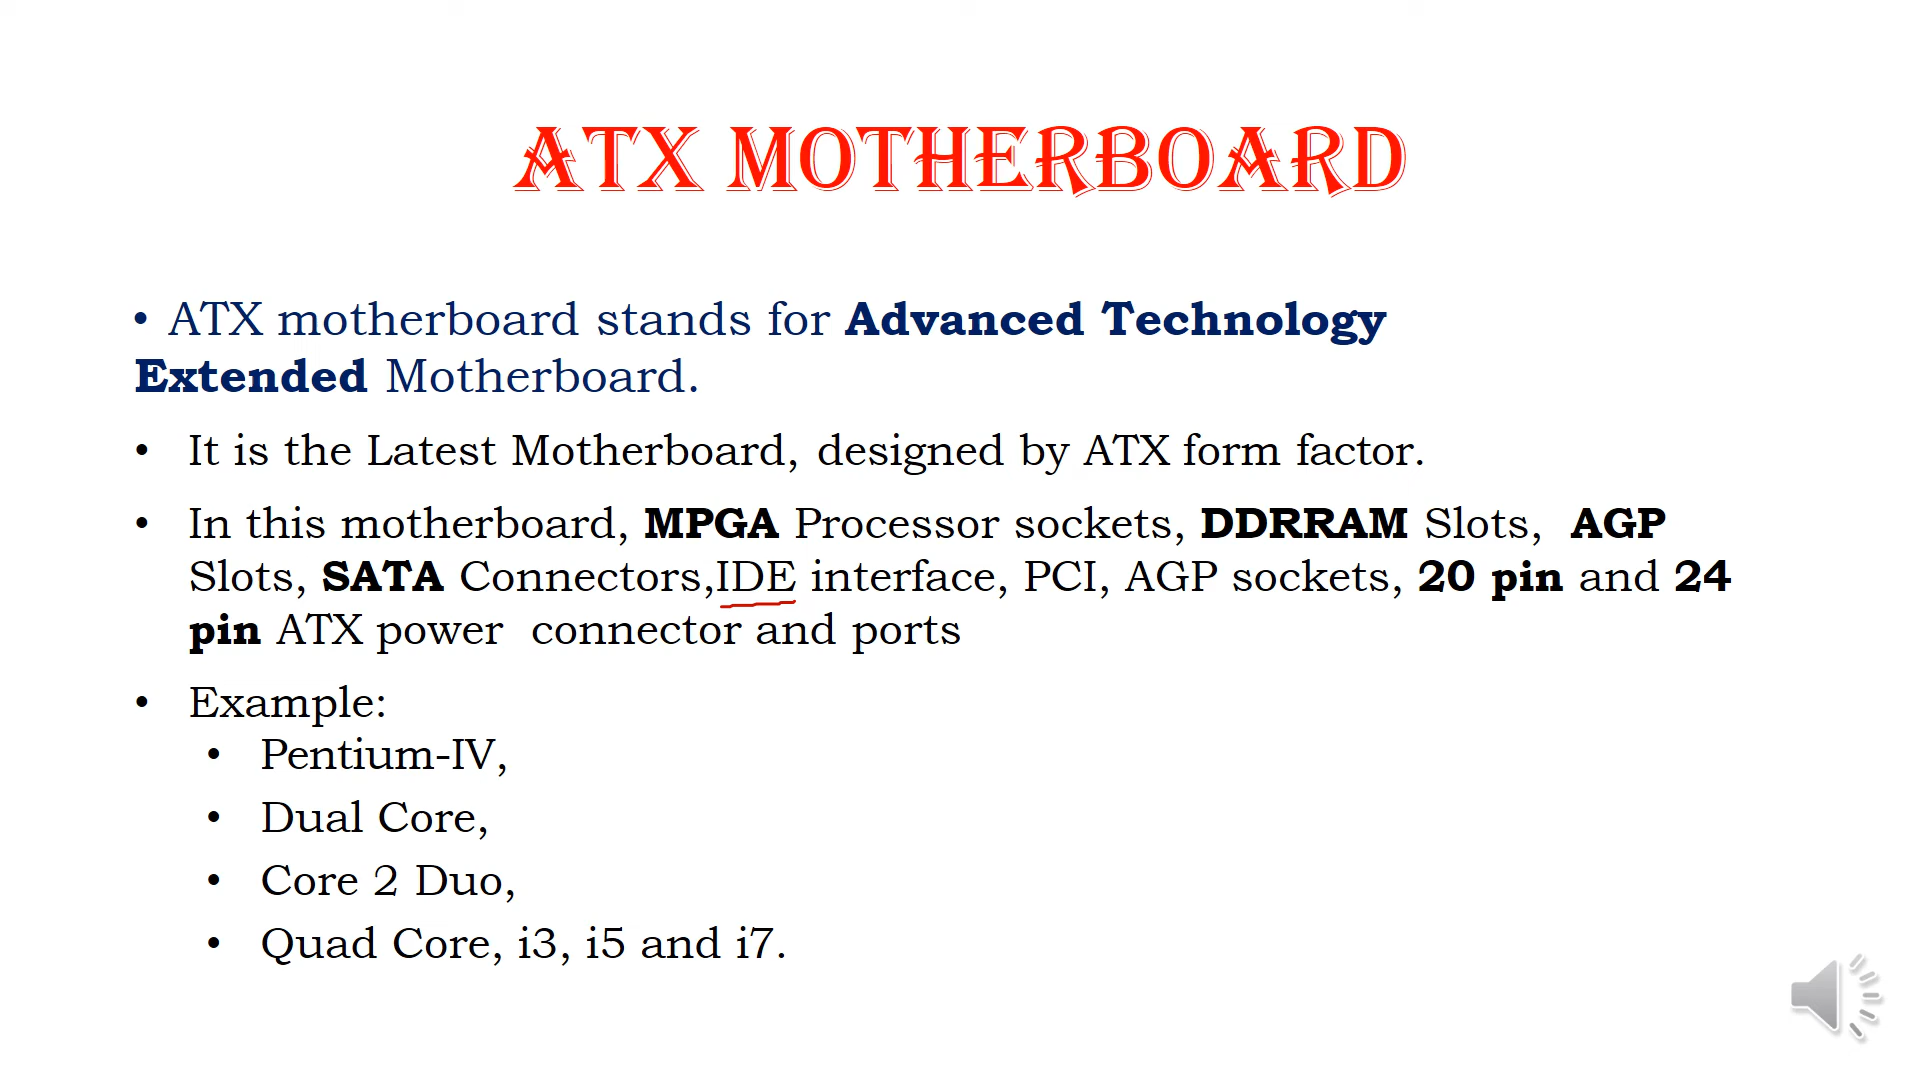 ATX MOTHERBOARD
• ATX motherboard stands for Advanced Technology
Extended Motherboard.
• It is the Latest Motherboard, designed by ATX form factor.
• In this motherboard, MPGA Processor sockets, DDRRAM Slots, AGP
Slots, SATA Connectors,IDE interface, PCI, AGP sockets, 20 pin and 24
pin ATX power connector and ports
• Example:
• Pentium-IV,
• Dual Core,
• Core 2 Duo,
• Quad Core, i3, i5 and i7.